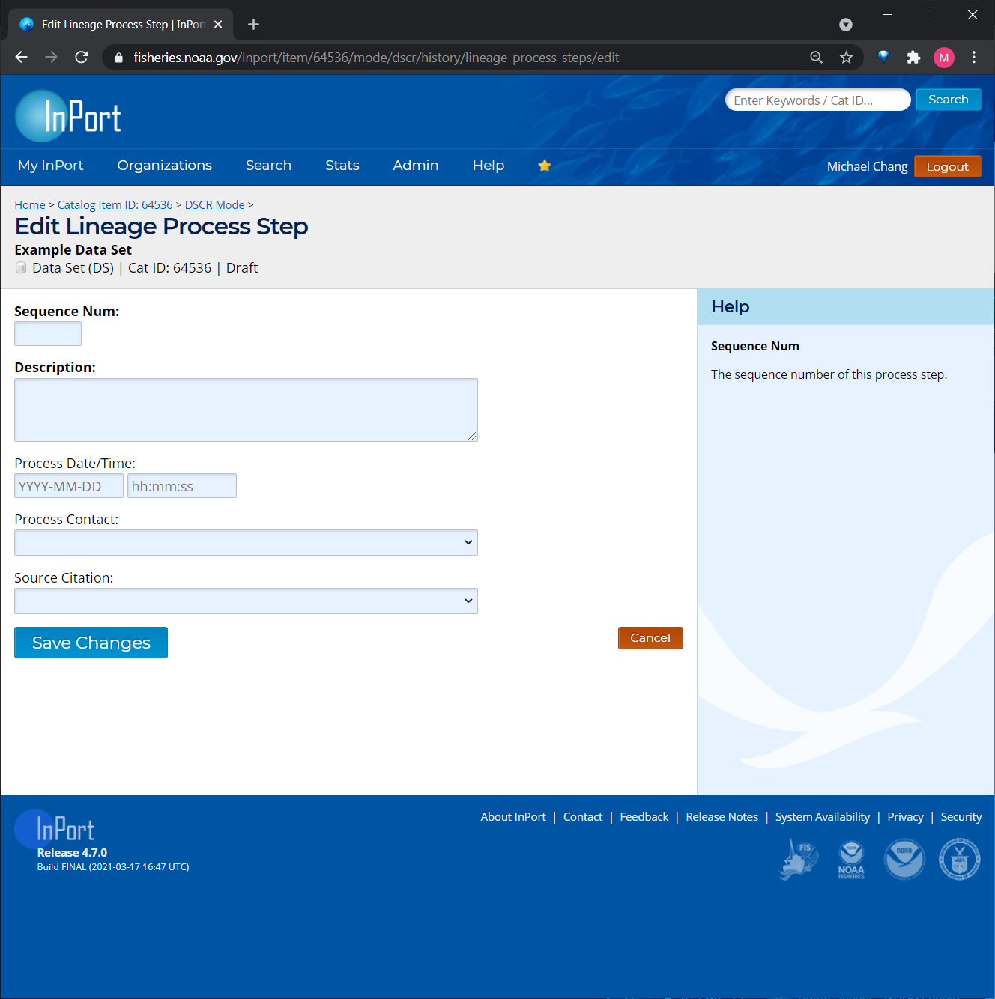 Edit Lineage Process Step | InPor
fisheries.noaa.gov/inport/item/64536/mode/dscr/history/lineage-process-steps/edit
M
InPort
Enter Keywords / Cat ID...
Search
My InPort
Organizations
Search
Stats
Admin
Help
Michael Chang
Logout
Home > Catalog Item ID: 64536 > DSCR Mode >
Edit Lineage Process Step
Example Data Set
Data Set (DS) | Cat ID: 64536 | Draft
Sequence Num:
Description:
Process Date/Time:
YYYY-MM-DD
hh:mm:ss
Process Contact:
Source Citation:
Save Changes
Cancel
Help
Sequence Num
The sequence number of this process step.
InPort
Release 4.7.0
Build FINAL (2021-03-17 16:47 UTC)
About InPort | Contact | Feedback | Release Notes | System Availability | Privacy | Security
FIS
NOAA
FISHERIES
NOAA